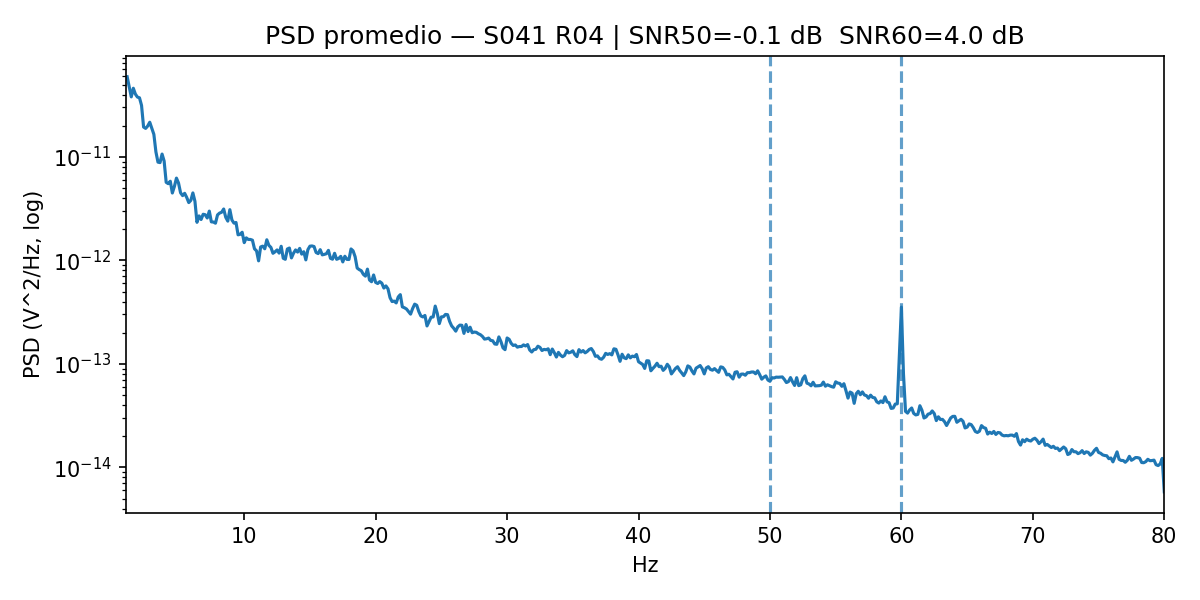 PSD promedio — S041 R04 | SNR50=-0.1 dB  SNR60=4.0 dB
PSD (V^2/Hz, log)
10⁻¹¹
10⁻¹²
10⁻¹³
10⁻¹⁴
10 20 30 40 50 60 70 80
Hz